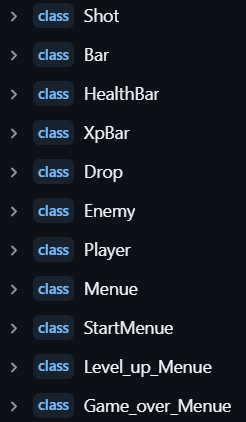 class Shot
class Bar
class HealthBar
class XpBar
class Drop
class Enemy
class Player
class Menue
class StartMenue
class Level_up_Menue
class Game_over_Menue